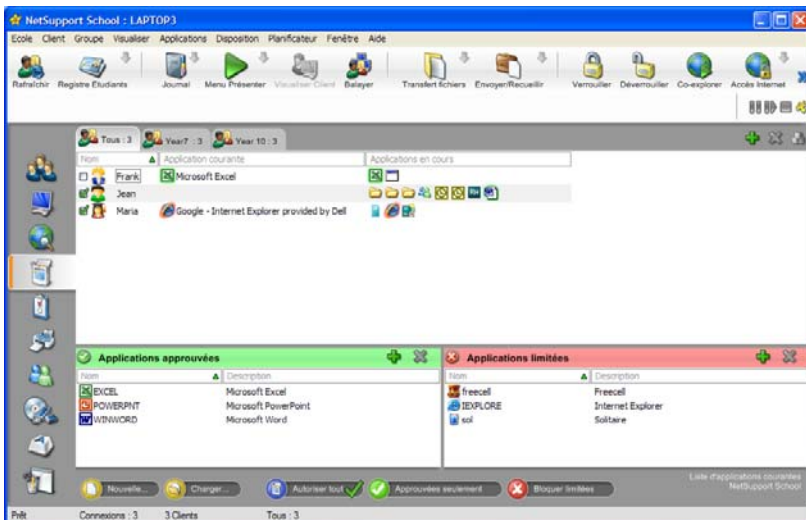 NetSupport School : LAPTOP3
Ecole Client Groupe Visualiser Applications Disposition Planificateur Fenêtre Aide
Rafraîchir Registre Etudiants Journal Menu Présenter Visualiser Client Balayer Transfert fichiers Envoyer/Recueillir Verrouiller Déverrouiller Co-explorer Accès Internet
Tous : 3 Year7 : 3 Year 10 : 3
Nom Application courante Applications en cours
Frank Microsoft Excel
Jean
Maria Google - Internet Explorer provided by Dell
Applications approuvées Applications limitées
Nom Description Nom Description
EXCEL Microsoft Excel freecell Freecell
POWERPNT Microsoft PowerPoint IEXPLORE Internet Explorer
WINWORD Microsoft Word sol Solitaire
Nouvelle... Charger... Autoriser tout Approuvées seulement Bloquer limitées
Liste d'applications courantes
NetSupport School
Prêt Connexions : 3 3 Clients Tous : 3